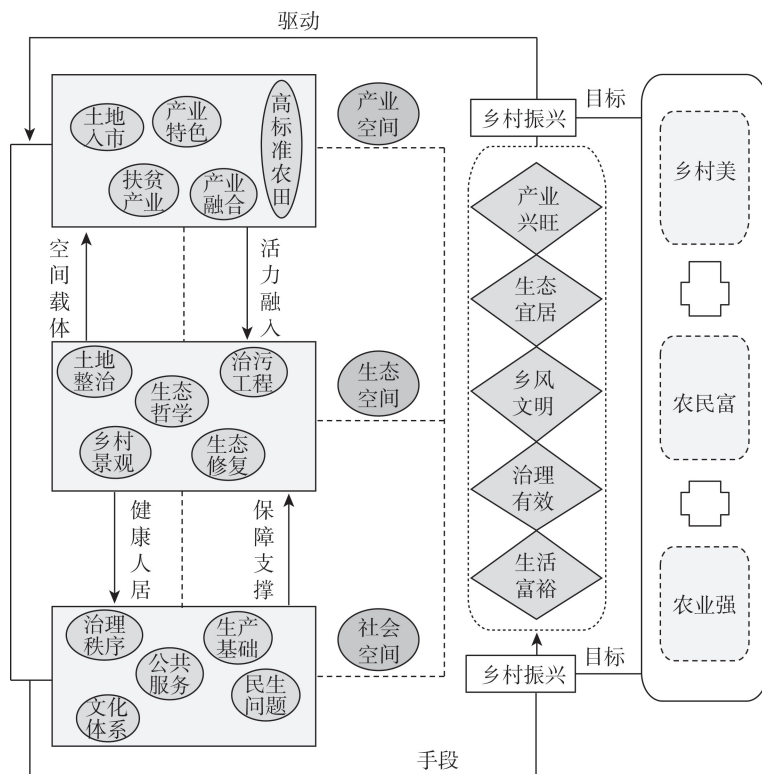 驱动
土地
入市
产业
特色
高标准农田
扶贫
产业
产业
融合
产业
空间
乡村振兴
目标
乡村美
产业
兴旺
空间载体
活力融入
生态
宜居
土地
整治
治污
工程
生态
哲学
乡村
景观
生态
修复
生态
空间
乡风
文明
农民富
治理
有效
健康人居
保障支撑
生活
富裕
农业强
治理
秩序
生产
基础
公共
服务
民生
问题
文化
体系
社会
空间
乡村振兴
目标
手段